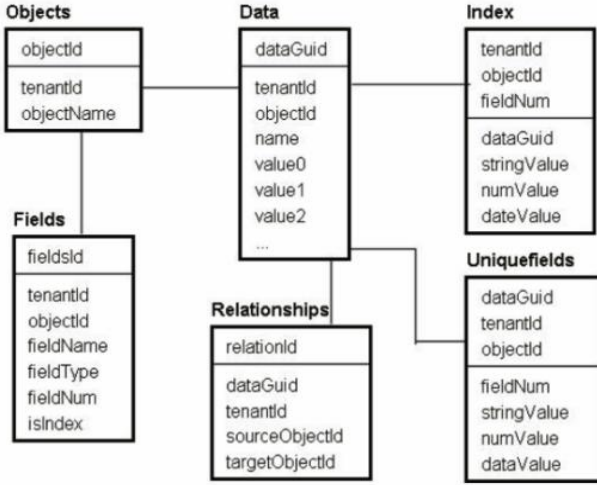 Objects
objectId
tenantId
objectName
Data
dataGuid
tenantId
objectId
name
value0
value1
value2
...
Index
tenantId
objectId
fieldNum
dataGuid
stringValue
numValue
dateValue
Fields
fieldsId
tenantId
objectId
fieldName
fieldType
fieldNum
isIndex
Relationships
relationId
dataGuid
tenantId
sourceObjectId
targetObjectId
Uniquefields
dataGuid
tenantId
objectId
fieldNum
stringValue
numValue
dataValue